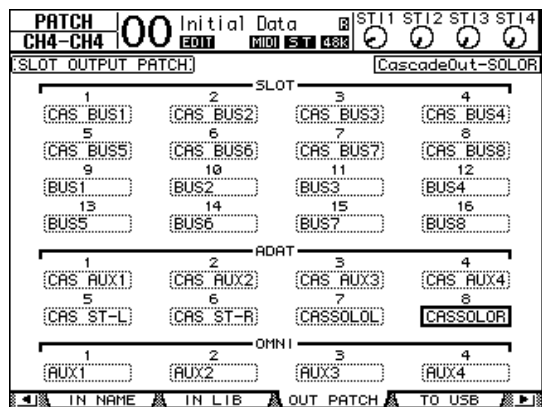 PATCH 00 Initial Data R STI1 STI2 STI3 STI4
CH4-CH4 EDIT MIDI ST 48k
SLOT OUTPUT PATCH CascadeOut-SOLOR
SLOT
1 2 3 4
CAS BUS1 CAS BUS2 CAS BUS3 CAS BUS4
5 6 7 8
CAS BUS5 CAS BUS6 CAS BUS7 CAS BUS8
9 10 11 12
BUS1 BUS2 BUS3 BUS4
13 14 15 16
BUS5 BUS6 BUS7 BUS8
ADAT
1 2 3 4
CAS AUX1 CAS AUX2 CAS AUX3 CAS AUX4
5 6 7 8
CAS ST-L CAS ST-R CASSOLOL CASSOLOR
OMNI
1 2 3 4
AUX1 AUX2 AUX3 AUX4
IN NAME IN LIB OUT PATCH TO USB